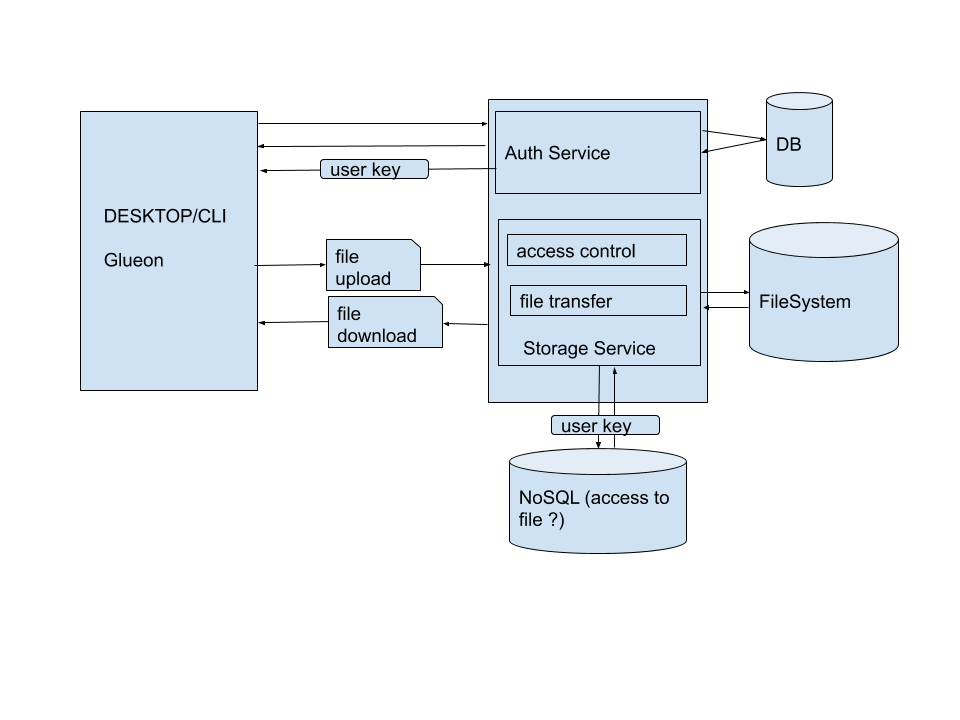 Auth Service
DB
user key
DESKTOP/CLI
Glueon
file
upload
file
download
access control
file transfer
Storage Service
FileSystem
user key
NoSQL (access to
file ?)